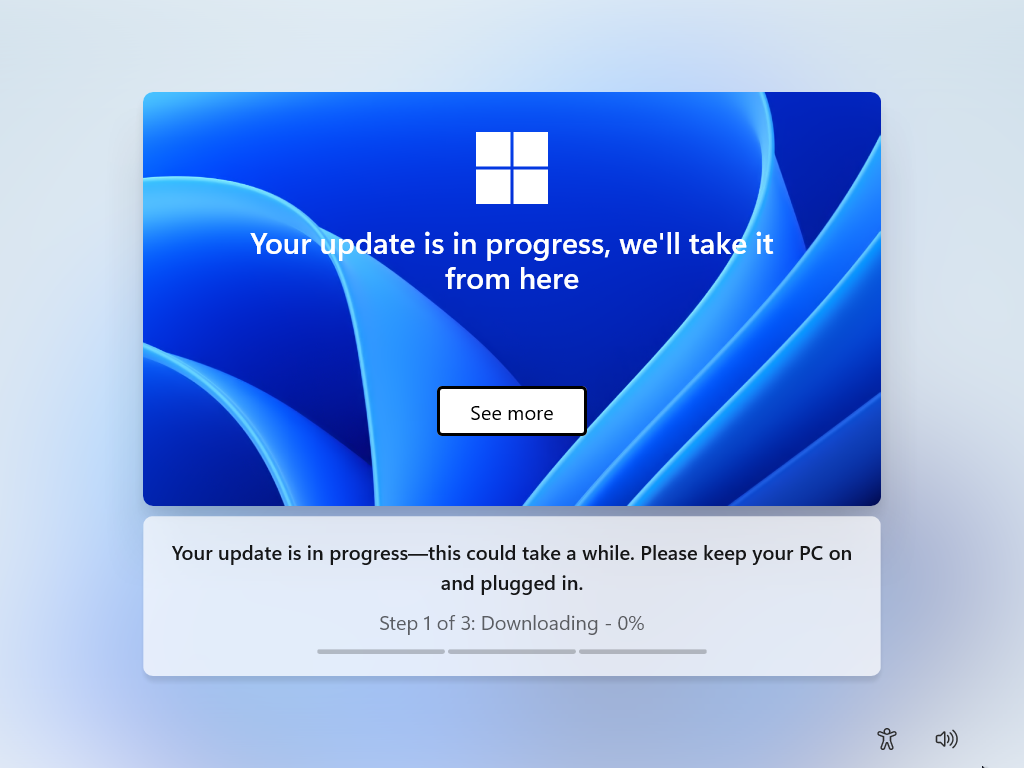 Your update is in progress, we'll take it
from here
See more
Your update is in progress—this could take a while. Please keep your PC on
and plugged in.
Step 1 of 3: Downloading - 0%